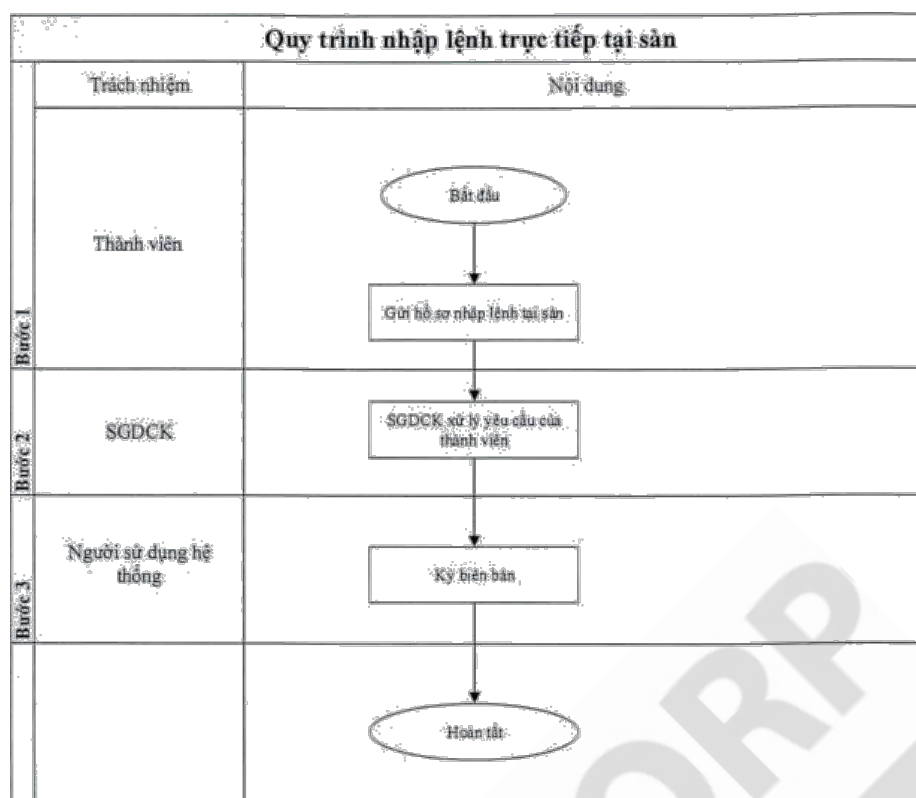 Quy trình nhập lệnh trực tiếp tại sàn
Trách nhiệm
Nội dung
Bước 1
Thành viên
Bắt đầu
Gửi hồ sơ nhập lệnh tại sàn
Bước 2
SGDCK
SGDCK xử lý yêu cầu của
thành viên
Bước 3
Người sử dụng hệ
thống
Ký biên bản
Hoàn tất
ORP